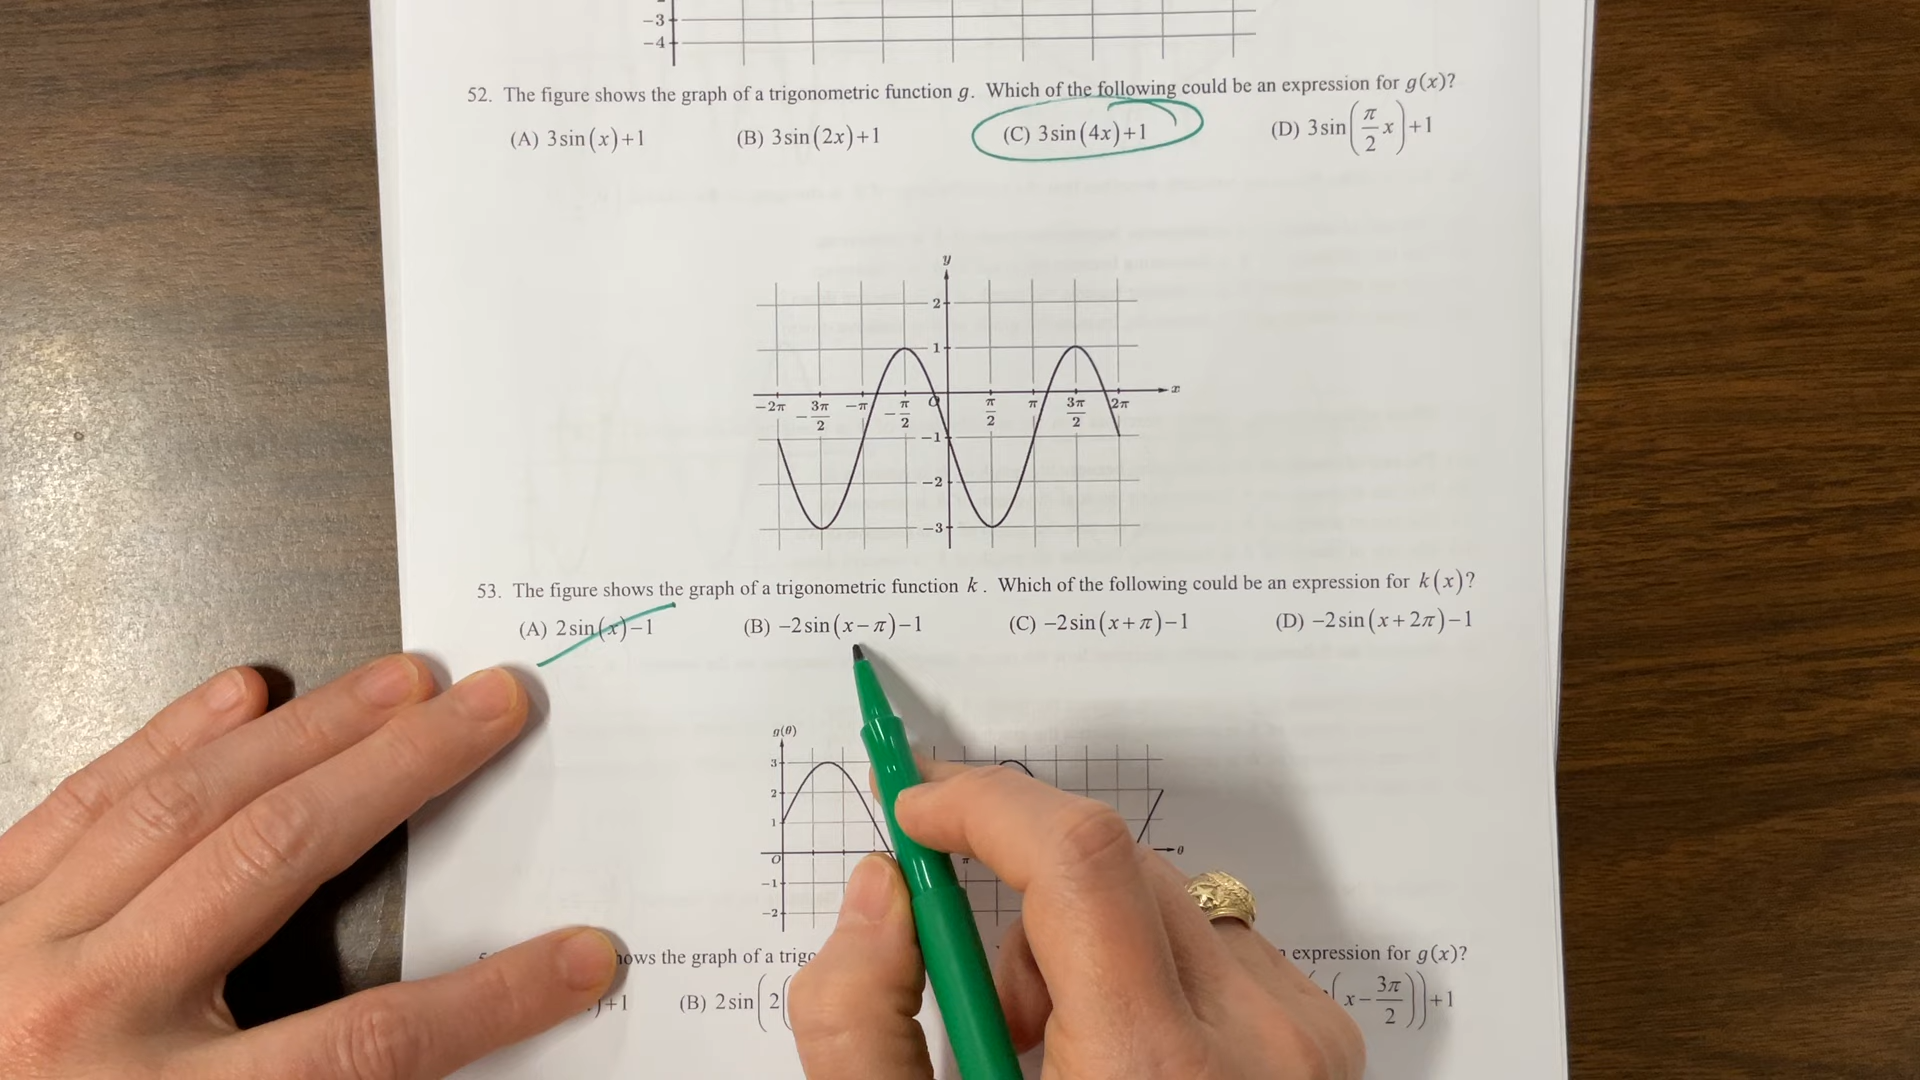 −3
−4
52. The figure shows the graph of a trigonometric function g. Which of the following could be an expression for g(x)?
(A) 3sin(x)+1 (B) 3sin(2x)+1 (C) 3sin(4x)+1 (D) 3sin(π/2 x)+1
y
2
1
x
−2π −3π/2 −π −π/2 O π/2 π 3π/2 2π
−1
−2
−3
53. The figure shows the graph of a trigonometric function k. Which of the following could be an expression for k(x)?
(A) 2sin(x)−1 (B) −2sin(x−π)−1 (C) −2sin(x+π)−1 (D) −2sin(x+2π)−1
g(θ)
3
2
1
O π θ
−1
−2
hows the graph of a trigo expression for g(x)?
)+1 (B) 2sin(2( (x−3π/2))+1